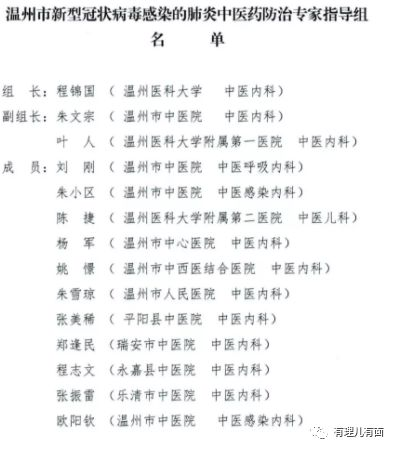 温州市新型冠状病毒感染的肺炎中医药防治专家指导组
名 单
组 长：程锦国（ 温州医科大学 中医内科）
副组长：朱文宗（ 温州市中医院 中医内科）
叶 人（ 温州医科大学附属第一医院 中医内科）
成 员：刘 刚（ 温州市中医院 中医呼吸内科）
朱小区（ 温州市中医院 中医感染内科）
陈 捷（ 温州医科大学附属第二医院 中医儿科）
杨 军（ 温州市中心医院 中医内科）
姚 憬（ 温州市中西医结合医院 中医内科）
朱雪琼（ 温州市人民医院 中医内科）
张美稀（ 平阳县中医院 中医内科）
郑逢民（瑞安市中医院 中医内科）
程志文（永嘉县中医院 中医内科）
张振雷（乐清市中医院 中医内科）
欧阳钦（温州市中医院 中医感染内科）
有理儿有面